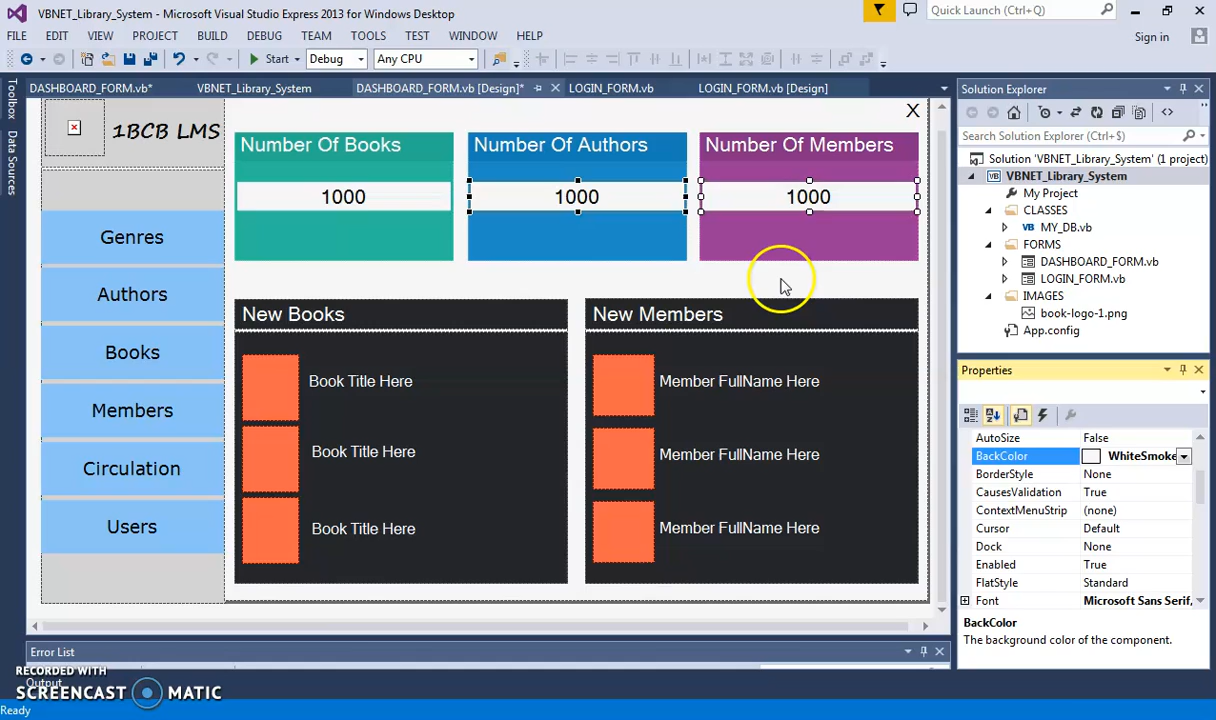 VBNET_Library_System - Microsoft Visual Studio Express 2013 for Windows Desktop
Quick Launch (Ctrl+Q)
FILE EDIT VIEW PROJECT BUILD DEBUG TEAM TOOLS TEST WINDOW HELP
Sign in
Start Debug Any CPU
Toolbox
Data Sources
DASHBOARD_FORM.vb* VBNET_Library_System DASHBOARD_FORM.vb [Design]* LOGIN_FORM.vb LOGIN_FORM.vb [Design]
1BCB LMS
X
Number Of Books Number Of Authors Number Of Members
1000 1000 1000
Genres
Authors
Books
Members
Circulation
Users
New Books
Book Title Here
Book Title Here
Book Title Here
New Members
Member FullName Here
Member FullName Here
Member FullName Here
Solution Explorer
Search Solution Explorer (Ctrl+$)
Solution 'VBNET_Library_System' (1 project)
VB VBNET_Library_System
My Project
CLASSES
VB MY_DB.vb
FORMS
DASHBOARD_FORM.vb
LOGIN_FORM.vb
IMAGES
book-logo-1.png
App.config
Properties
AutoSize False
BackColor WhiteSmoke
BorderStyle None
CausesValidation True
ContextMenuStrip (none)
Cursor Default
Dock None
Enabled True
FlatStyle Standard
Font Microsoft Sans Serif,
BackColor
The background color of the component.
Error List
Output
RECORDED WITH
SCREENCAST MATIC
Ready